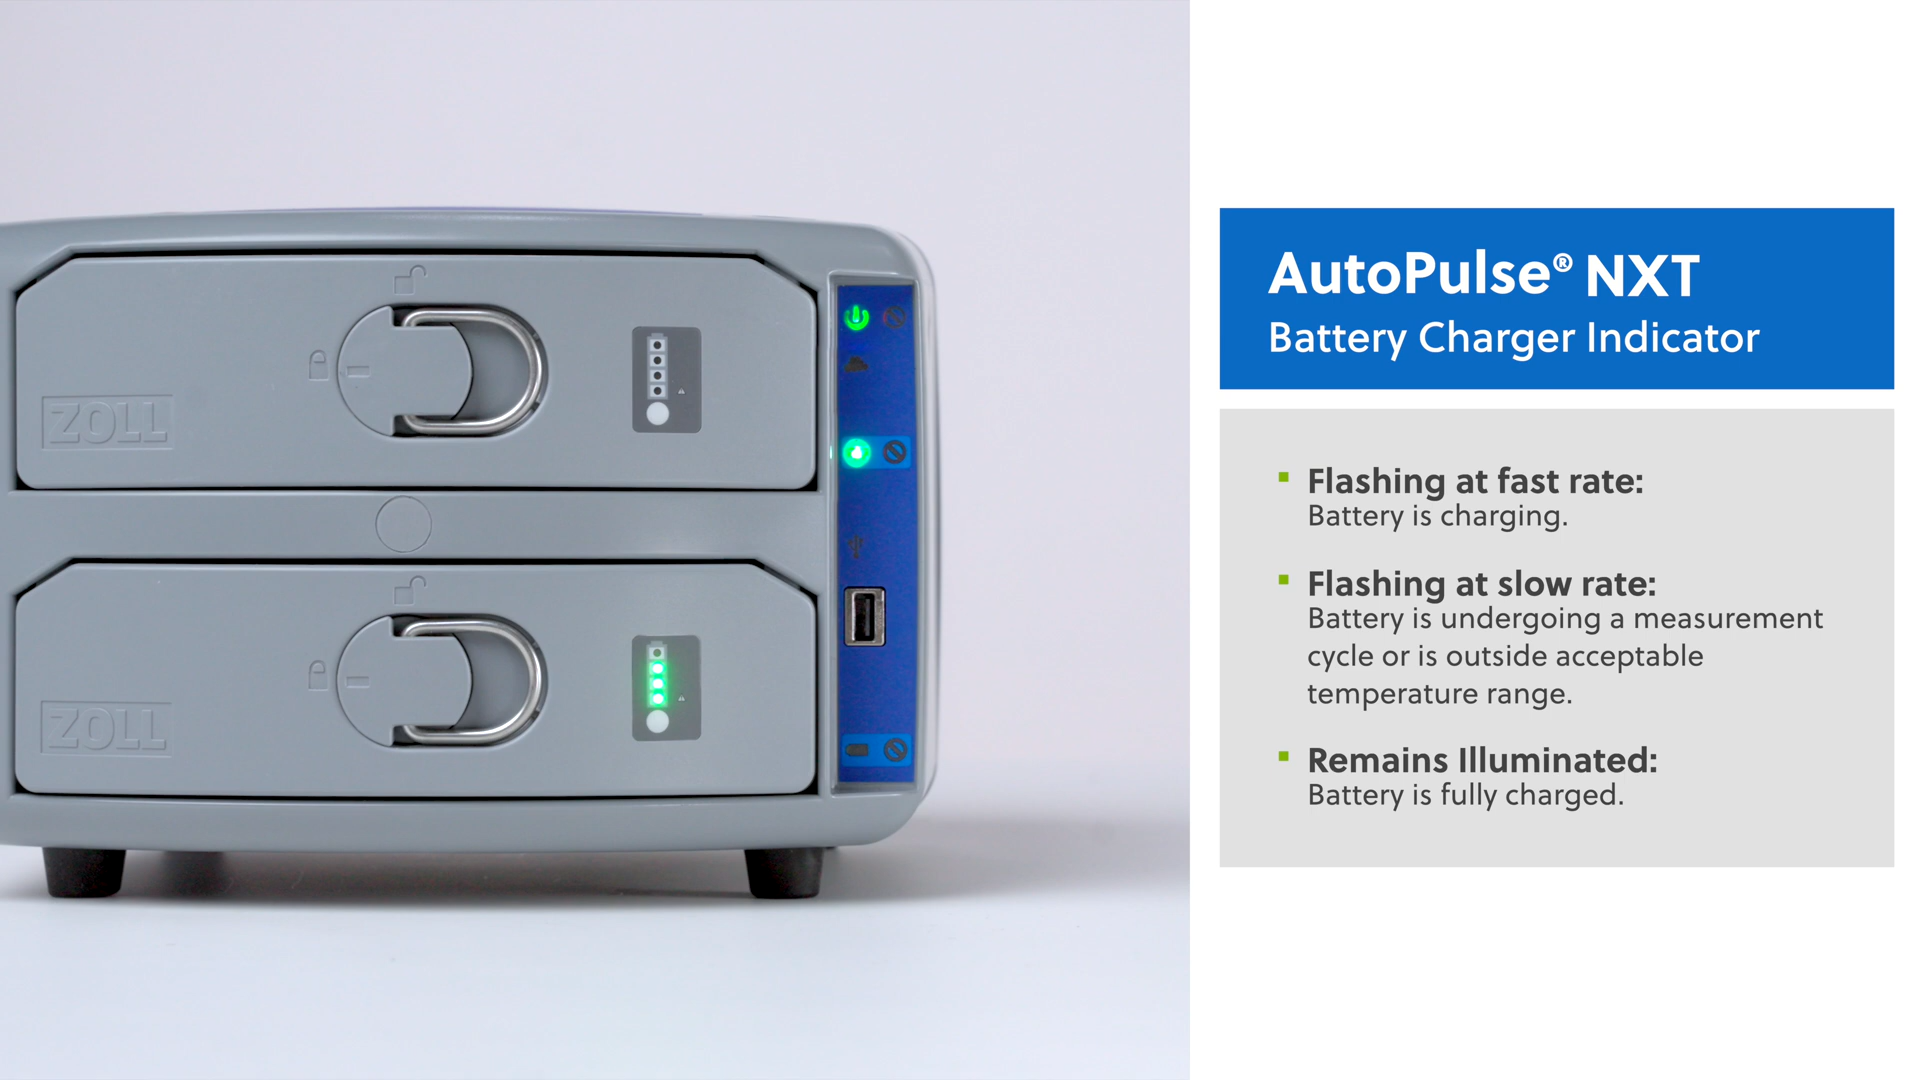 ZOLL
ZOLL
AutoPulse® NXT
Battery Charger Indicator
▪ Flashing at fast rate:
Battery is charging.
▪ Flashing at slow rate:
Battery is undergoing a measurement
cycle or is outside acceptable
temperature range.
▪ Remains Illuminated:
Battery is fully charged.